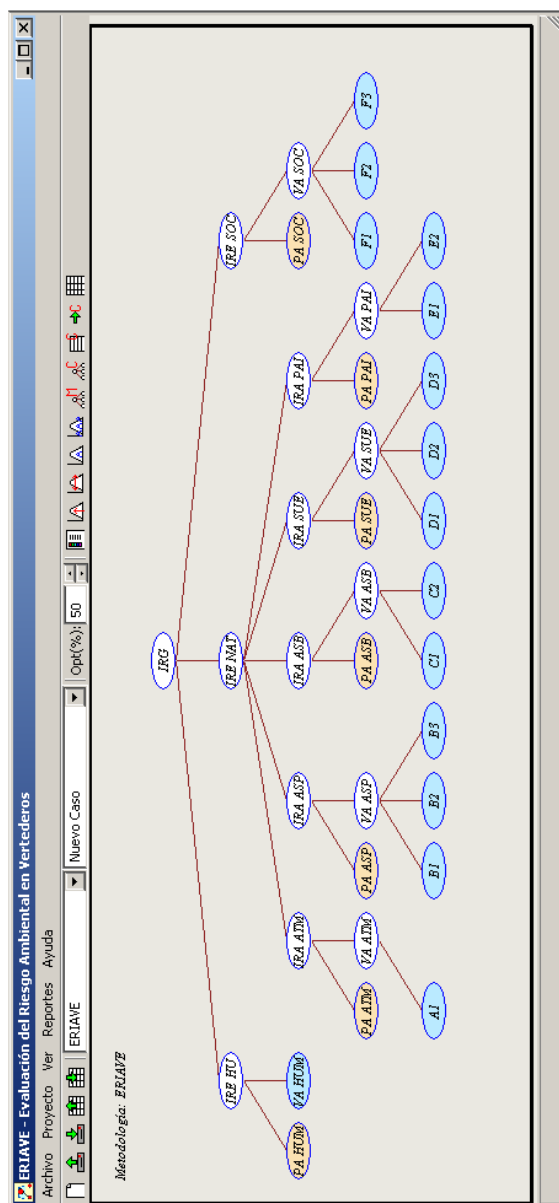 ERIAVE - Evaluación del Riesgo Ambiental en Vertederos
Archivo Proyecto Ver Reportes Ayuda
ERIAVE Nuevo Caso Opt(%): 50 M C C
Metodología: ERIAVE
IRG
IRE HU IRE NAT IRE SOC
PA HUM VA HUM IRA ATM IRA ASP IRA ASB IRA SUE IRA PAI PA SOC VA SOC
PA ATM VA ATM PA ASP VA ASP PA ASB VA ASB PA SUE VA SUE PA PAI VA PAI F1 F2 F3
A1 B1 B2 B3 C1 C2 D1 D2 D3 E1 E2